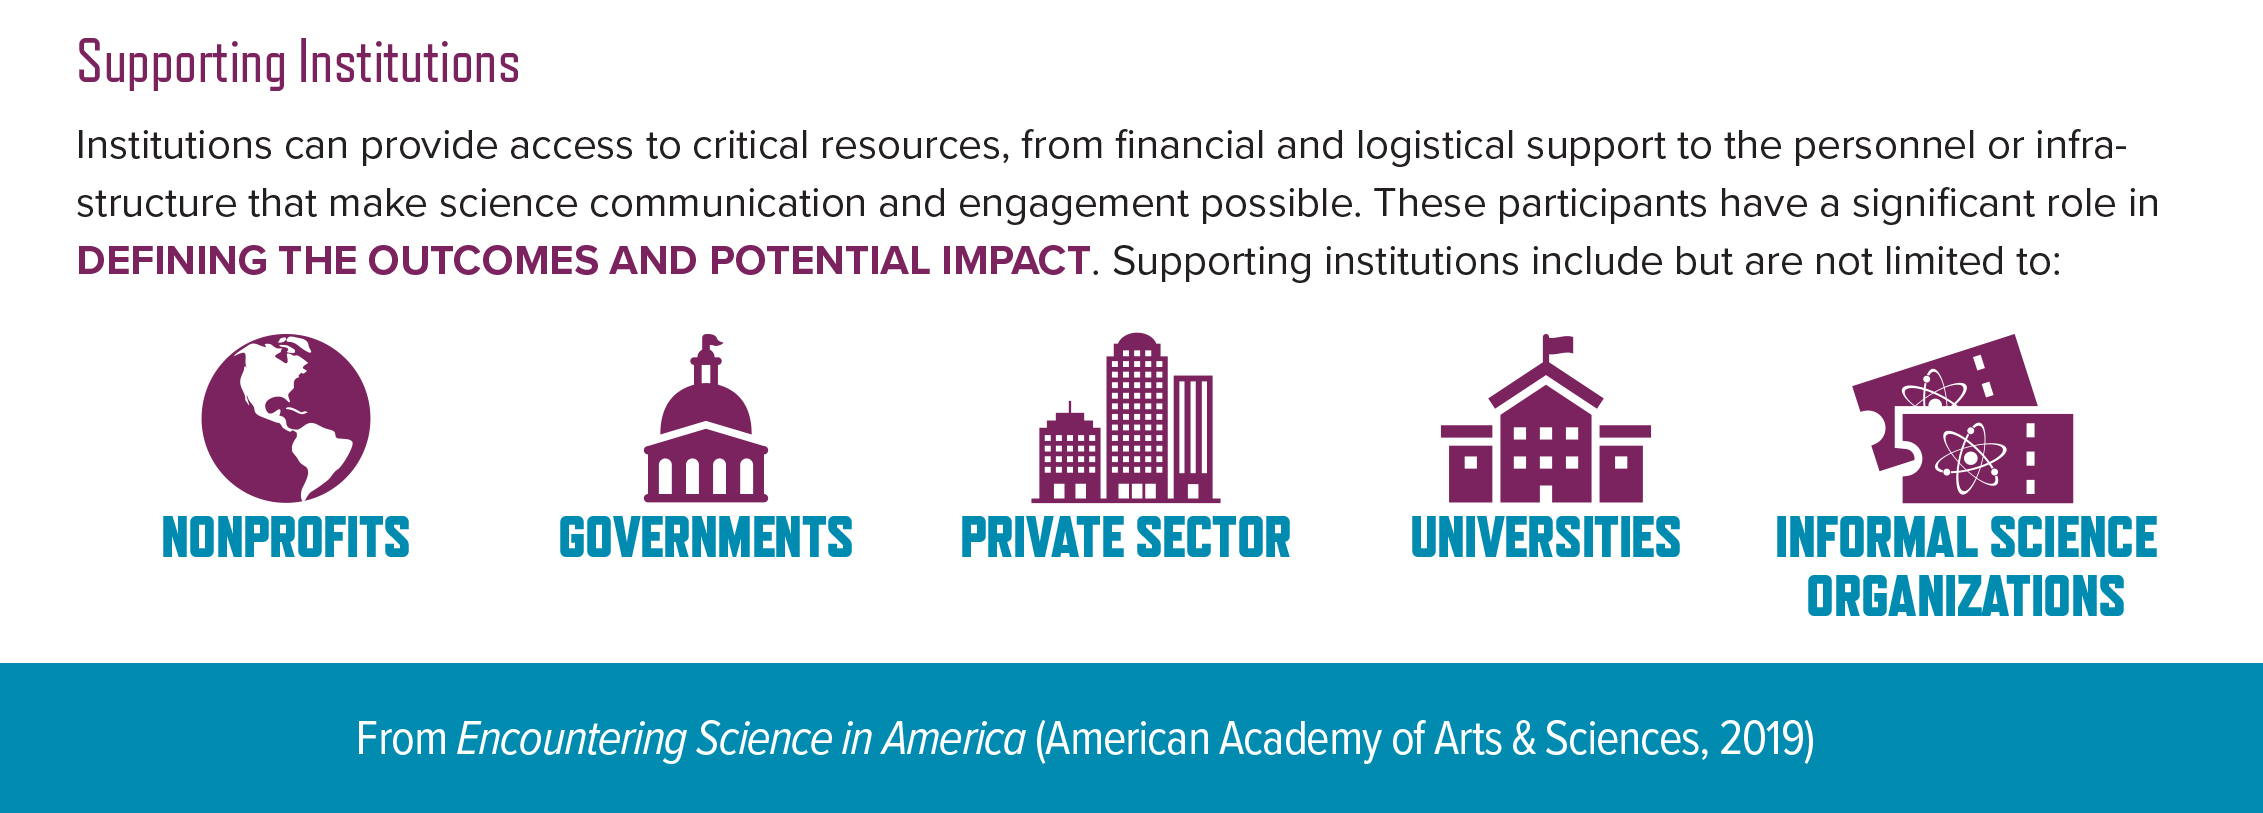 Supporting Institutions
Institutions can provide access to critical resources, from financial and logistical support to the personnel or infra-
structure that make science communication and engagement possible. These participants have a significant role in
DEFINING THE OUTCOMES AND POTENTIAL IMPACT. Supporting institutions include but are not limited to:
NONPROFITS
GOVERNMENTS
PRIVATE SECTOR
UNIVERSITIES
INFORMAL SCIENCE
ORGANIZATIONS
From Encountering Science in America (American Academy of Arts & Sciences, 2019)